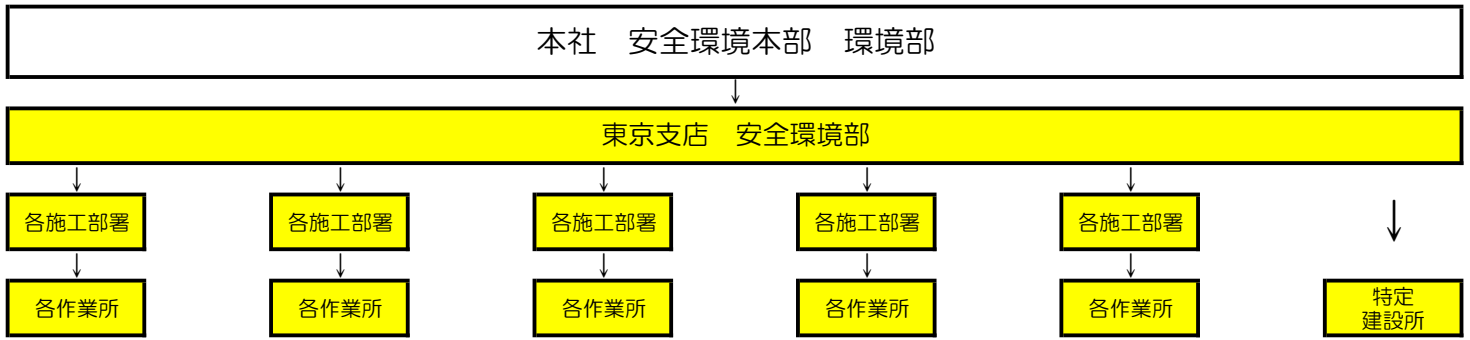 本社　安全環境本部　環境部
東京支店　安全環境部
各施工部署
各施工部署
各施工部署
各施工部署
各施工部署
各作業所
各作業所
各作業所
各作業所
各作業所
特定
建設所